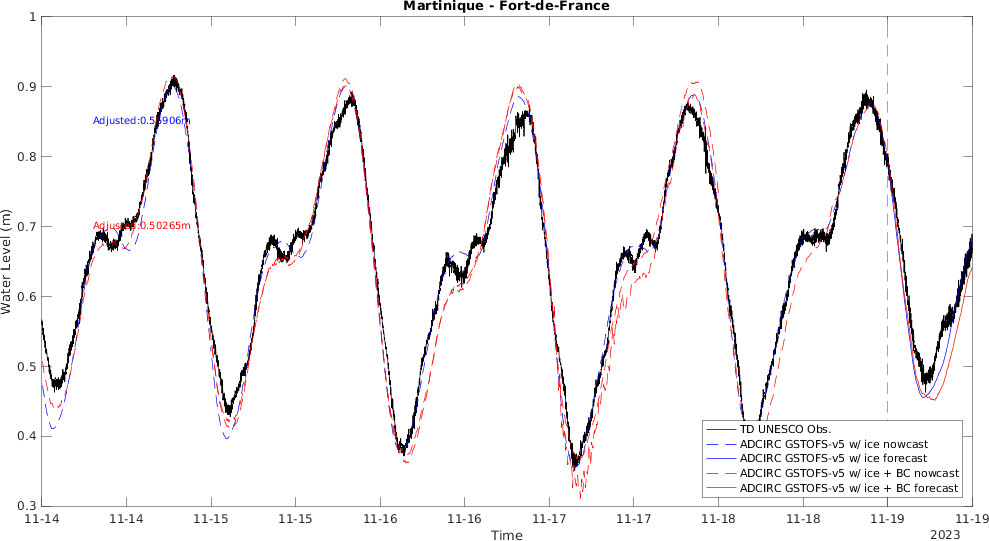 Martinique - Fort-de-France
1
0.9
0.8
0.7
0.6
0.5
0.4
0.3
Water Level (m)
Adjusted:0.55906m
Adjusted:0.50265m
TD UNESCO Obs.
ADCIRC GSTOFS-v5 w/ ice nowcast
ADCIRC GSTOFS-v5 w/ ice forecast
ADCIRC GSTOFS-v5 w/ ice + BC nowcast
ADCIRC GSTOFS-v5 w/ ice + BC forecast
11-14 11-14 11-15 11-15 11-16 11-16 11-17 11-17 11-18 11-18 11-19 11-19
Time
2023